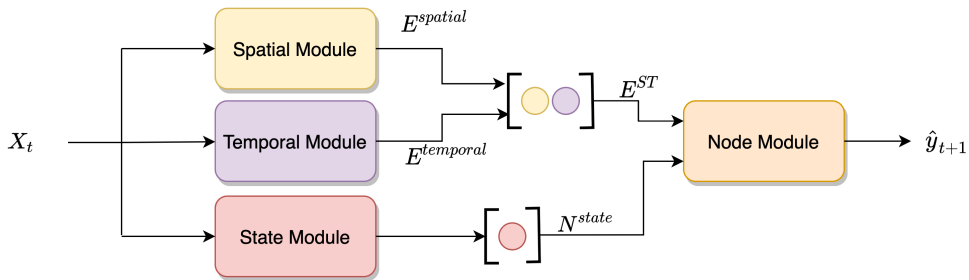 E^{spatial}
Spatial Module
E^{ST}
X_t
Temporal Module
E^{temporal}
Node Module
ŷ_{t+1}
State Module
N^{state}